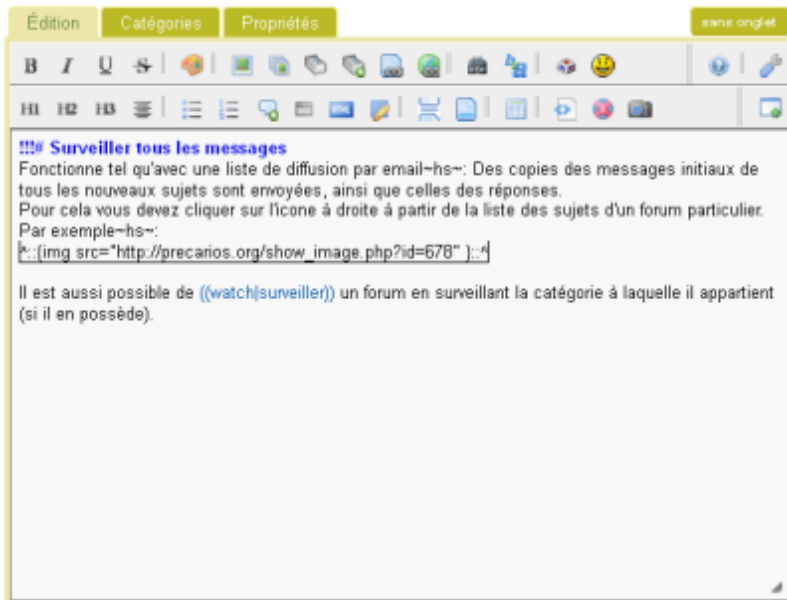 Édition Catégories Propriétés sans onglet
B I U S
H1 H2 H3
!!!# Surveiller tous les messages
Fonctionne tel qu'avec une liste de diffusion par email~hs~: Des copies des messages initiaux de
tous les nouveaux sujets sont envoyées, ainsi que celles des réponses.
Pour cela vous devez cliquer sur l'icone á droite á partir de la liste des sujets d'un forum particulier.
Par exemple~hs~:
^::{img src="http://precarios.org/show_image.php?id=678" }::^
Il est aussi possible de ((watch|surveiller)) un forum en surveillant la catégorie à laquelle il appartient
(si il en possède).